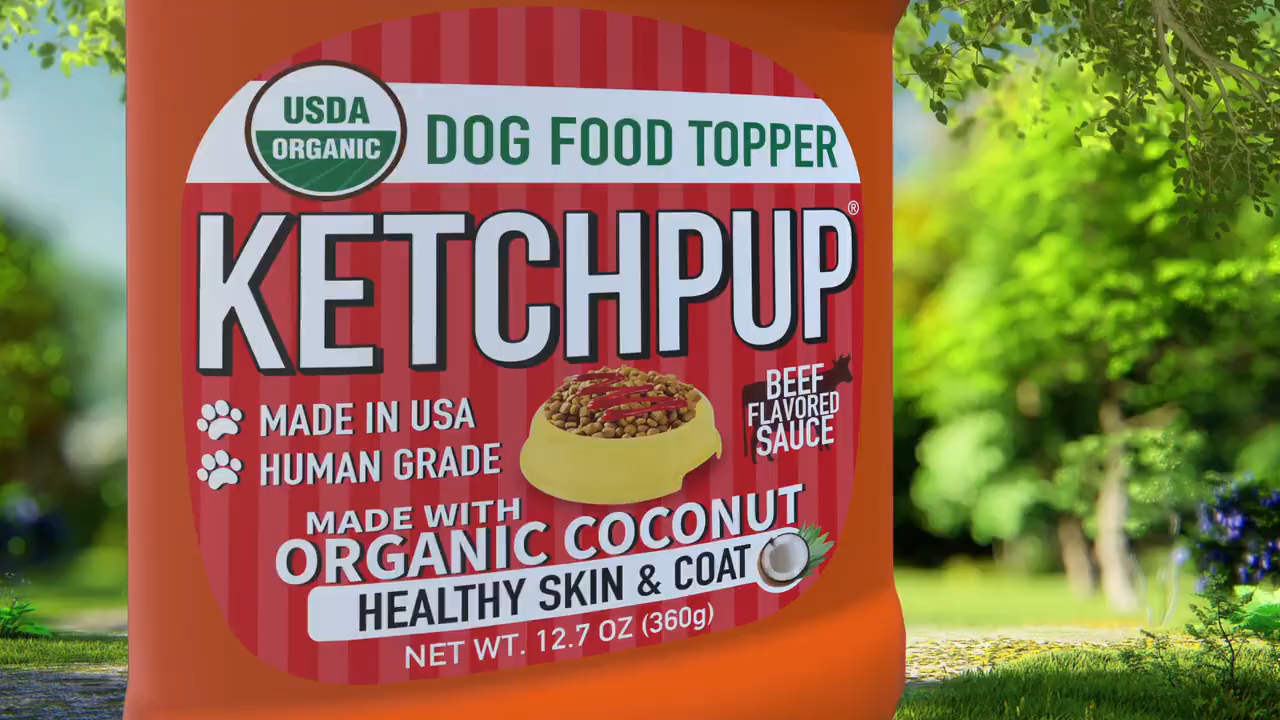 USDA
ORGANIC
DOG FOOD TOPPER
KETCHPUP®
MADE IN USA
HUMAN GRADE
BEEF
FLAVORED
SAUCE
MADE WITH
ORGANIC COCONUT
HEALTHY SKIN & COAT
NET WT. 12.7 OZ (360g)